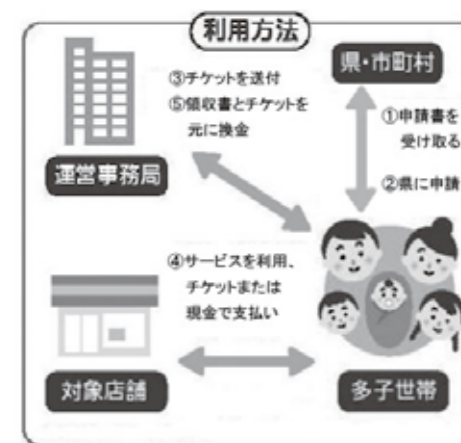 利用方法
県・市町村
③チケットを送付
⑤領収書とチケットを
元に換金
①申請書を
受け取る
②県に申請
運営事務局
④サービスを利用、
チケットまたは
現金で支払い
対象店舗
多子世帯